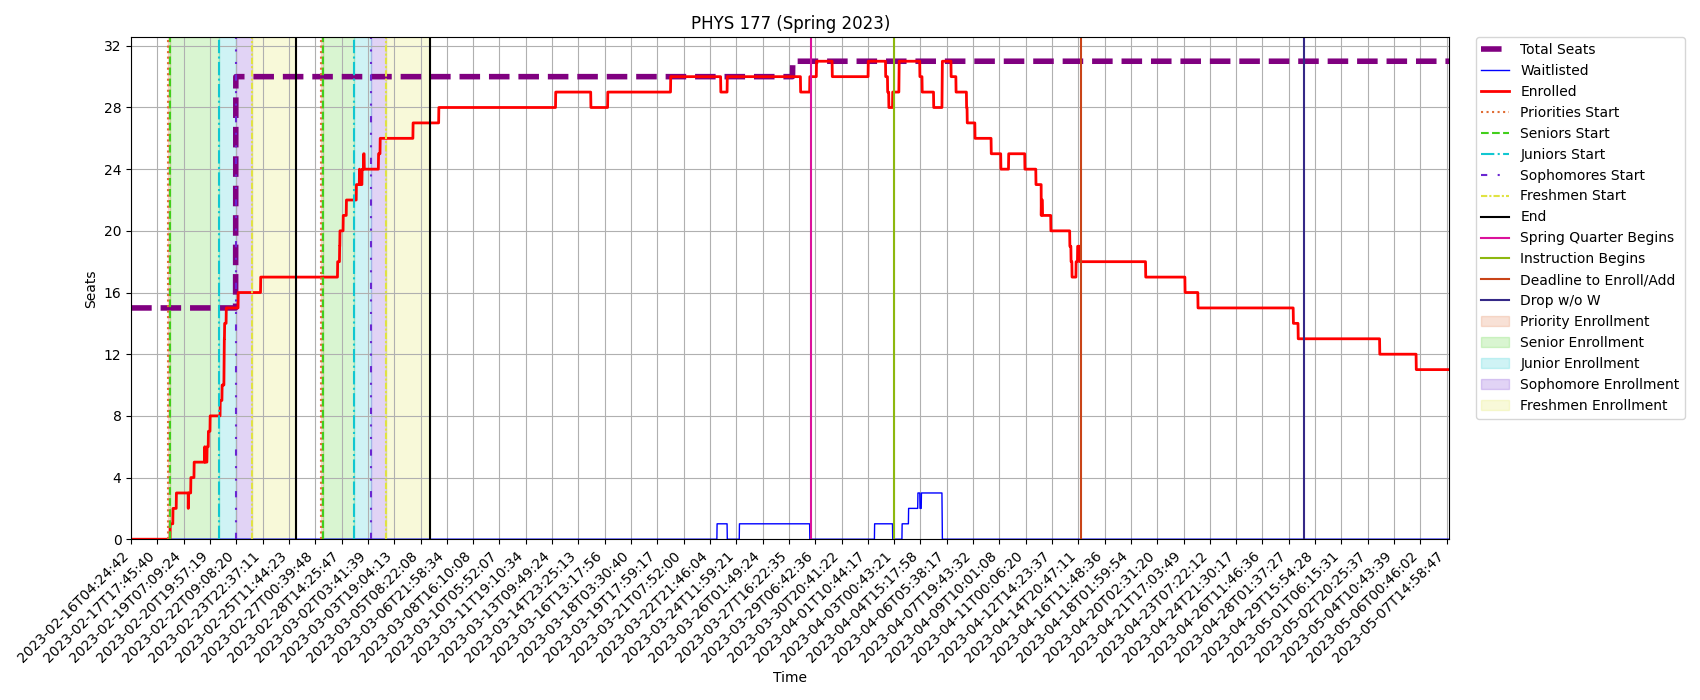 PHYS 177 (Spring 2023)
Seats
32
28
24
20
16
12
8
4
0
2023-02-16T04:24:42
2023-02-17T17:45:40
2023-02-19T07:09:24
2023-02-20T19:57:19
2023-02-22T09:08:20
2023-02-23T22:37:11
2023-02-25T11:44:23
2023-02-27T00:39:48
2023-02-28T14:25:47
2023-03-02T03:41:39
2023-03-03T19:04:13
2023-03-05T08:22:08
2023-03-06T21:58:34
2023-03-08T16:10:08
2023-03-10T05:52:07
2023-03-11T19:10:34
2023-03-13T09:49:24
2023-03-14T23:25:13
2023-03-16T13:17:56
2023-03-18T03:30:40
2023-03-19T17:59:17
2023-03-21T07:52:00
2023-03-22T21:46:04
2023-03-24T11:59:21
2023-03-26T01:49:24
2023-03-27T16:22:35
2023-03-29T06:42:36
2023-03-30T20:41:22
2023-04-01T10:44:17
2023-04-03T00:43:21
2023-04-04T15:17:58
2023-04-06T05:38:17
2023-04-07T19:43:32
2023-04-09T10:01:08
2023-04-11T00:06:20
2023-04-12T14:23:37
2023-04-14T20:47:11
2023-04-16T11:48:36
2023-04-18T01:59:54
2023-04-20T02:31:20
2023-04-21T17:03:49
2023-04-23T07:22:12
2023-04-24T21:30:17
2023-04-26T11:46:36
2023-04-28T01:37:27
2023-04-29T15:54:28
2023-05-01T06:15:31
2023-05-02T20:25:37
2023-05-04T10:43:39
2023-05-06T00:46:02
2023-05-07T14:58:47
Time
Total Seats
Waitlisted
Enrolled
Priorities Start
Seniors Start
Juniors Start
Sophomores Start
Freshmen Start
End
Spring Quarter Begins
Instruction Begins
Deadline to Enroll/Add
Drop w/o W
Priority Enrollment
Senior Enrollment
Junior Enrollment
Sophomore Enrollment
Freshmen Enrollment